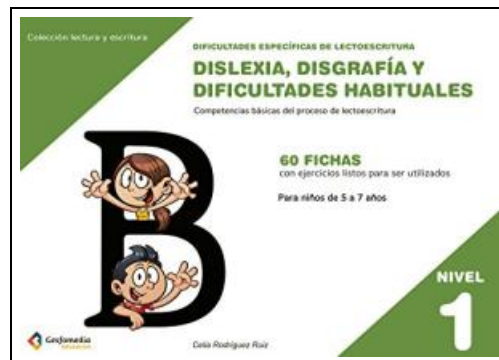 Colección lectura y escritura
DIFICULTADES ESPECÍFICAS DE LECTOESCRITURA
DISLEXIA, DISGRAFÍA Y
DIFICULTADES HABITUALES
Competencias básicas del proceso de lectoescritura
B
60 FICHAS
con ejercicios listos para ser utilizados
Para niños de 5 a 7 años
NIVEL
1
Gesfomedia
Celia Rodríguez Ruiz